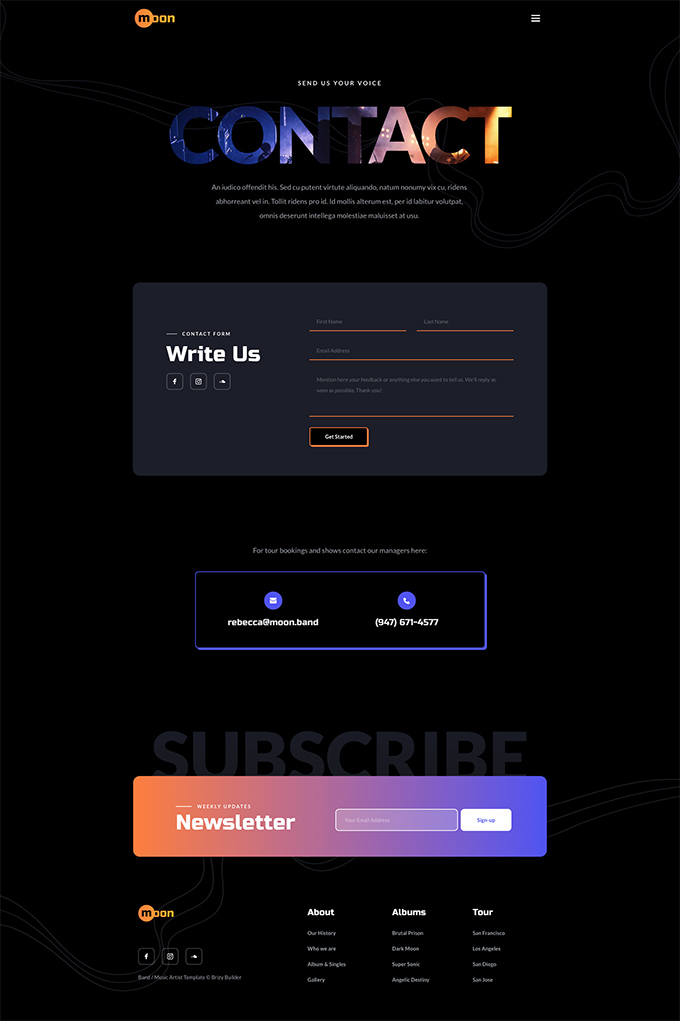 moon
SEND US YOUR VOICE
CONTACT
An iudico offendit his. Sed cu putent virtute aliquando, natum nonumy vix cu, ridens
abhorreant vel in. Tollit ridens pro id. Id mollis alterum est, per id labitur volutpat,
omnis deserunt intellega molestiae maluisset at usu.
CONTACT FORM
Write Us
First Name
Last Name
Email Address
Mention here your feedback or anything else you want to tell us. We'll reply as
soon as possible. Thank you!
Get Started
For tour bookings and shows contact our managers here:
rebecca@moon.band
(947) 671-4577
SUBSCRIBE
WEEKLY UPDATES
Newsletter
Your Email Address
Sign-up
moon
Band / Music Artist Template © Brizy Builder
About
Our History
Who we are
Album & Singles
Gallery
Albums
Brutal Prison
Dark Moon
Super Sonic
Angelic Destiny
Tour
San Francisco
Los Angeles
San Diego
San Jose